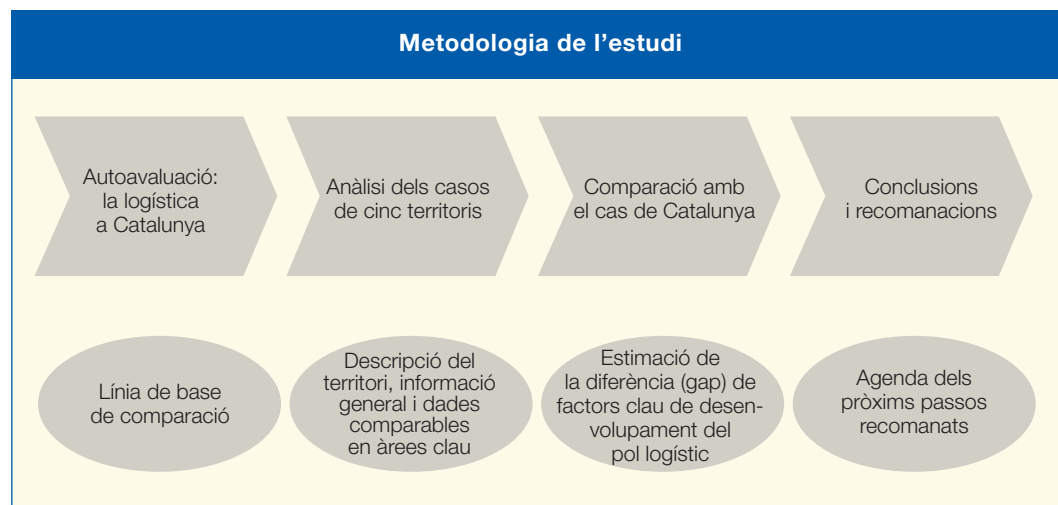 Metodologia de l’estudi
Autoavaluació:
la logística
a Catalunya
Anàlisi dels casos
de cinc territoris
Comparació amb
el cas de Catalunya
Conclusions
i recomanacions
Línia de base
de comparació
Descripció del
territori, informació
general i dades
comparables
en àrees clau
Estimació de
la diferència (gap) de
factors clau de desen-
volupament del
pol logístic
Agenda dels
pròxims passos
recomanats